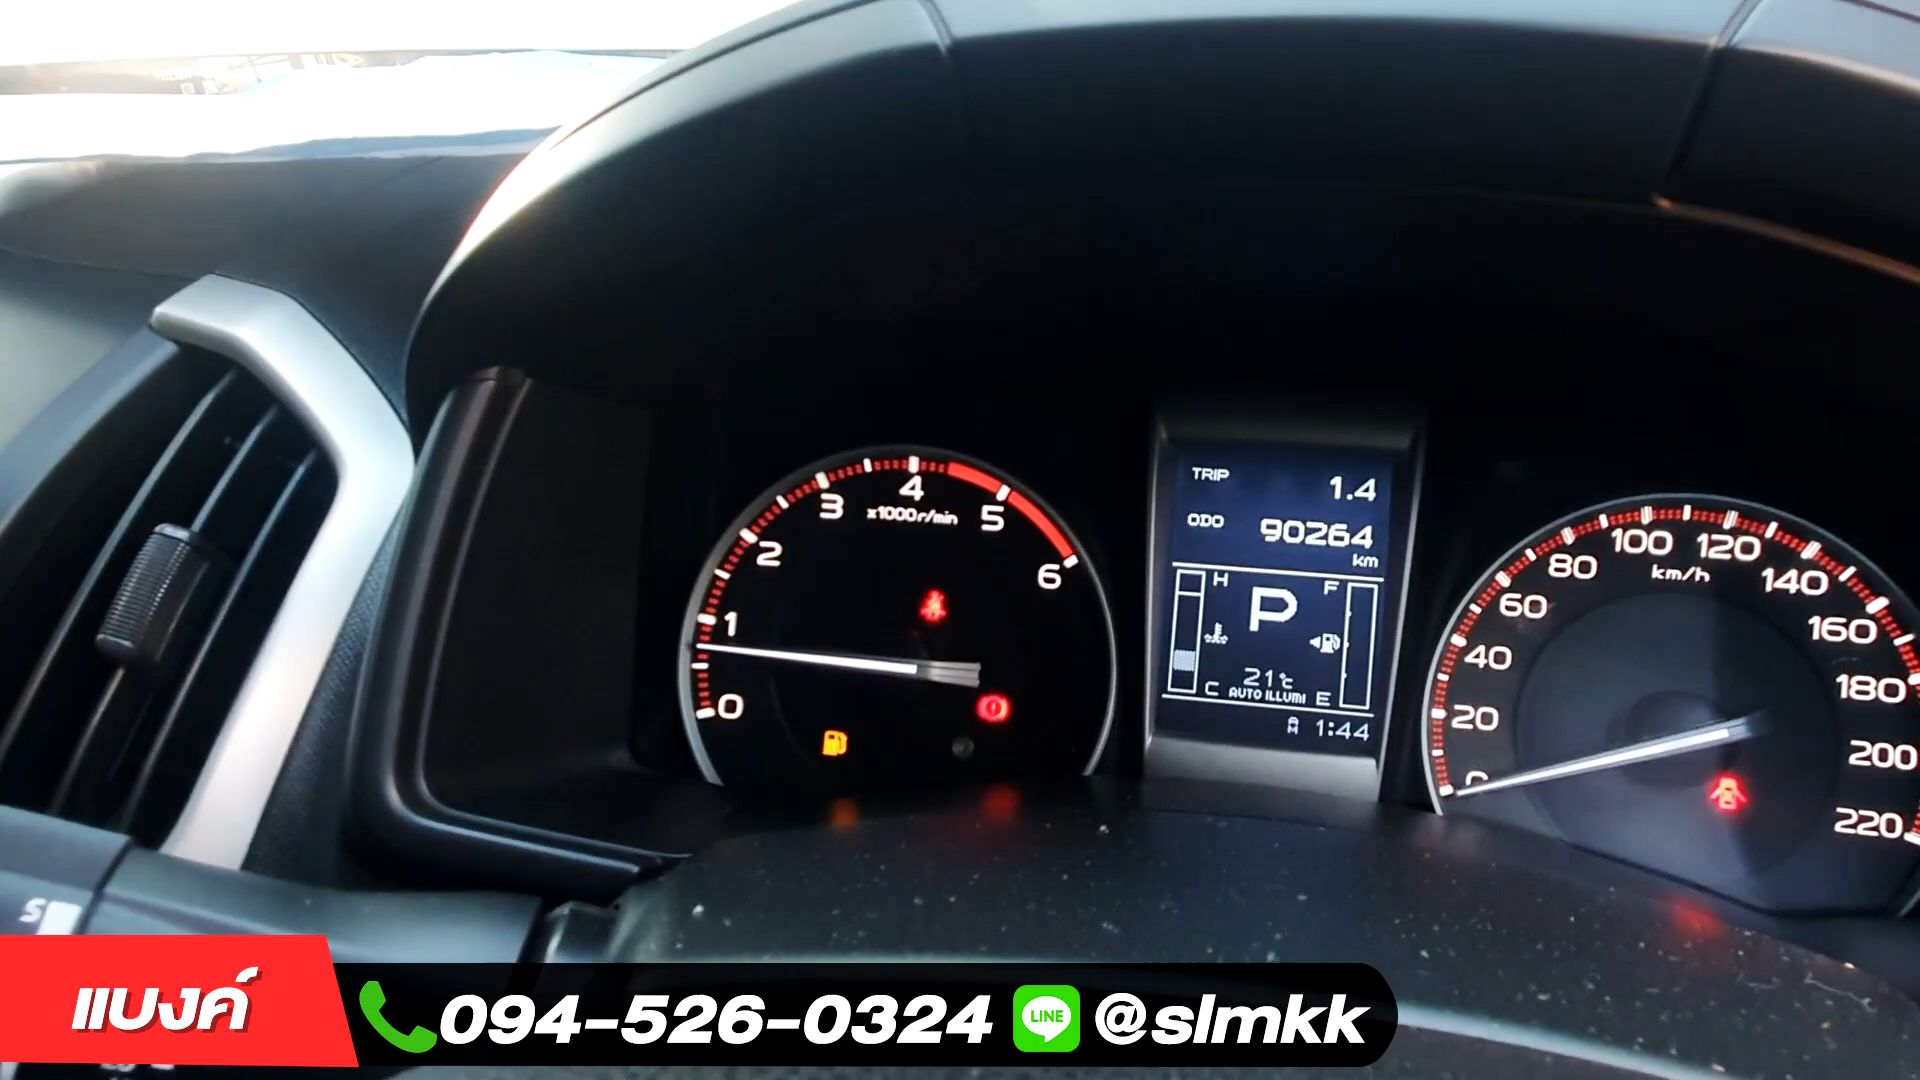 4
3
5
x1000r/min
2
6
1
0
TRIP
1.4
ODO
90264
km
H
F
P
21°C
C
AUTO ILLUMI
E
AM 1:44
100
120
80
km/h
140
60
160
40
180
20
200
0
220
S
แบงค์
094-526-0324
LINE
@slmkk